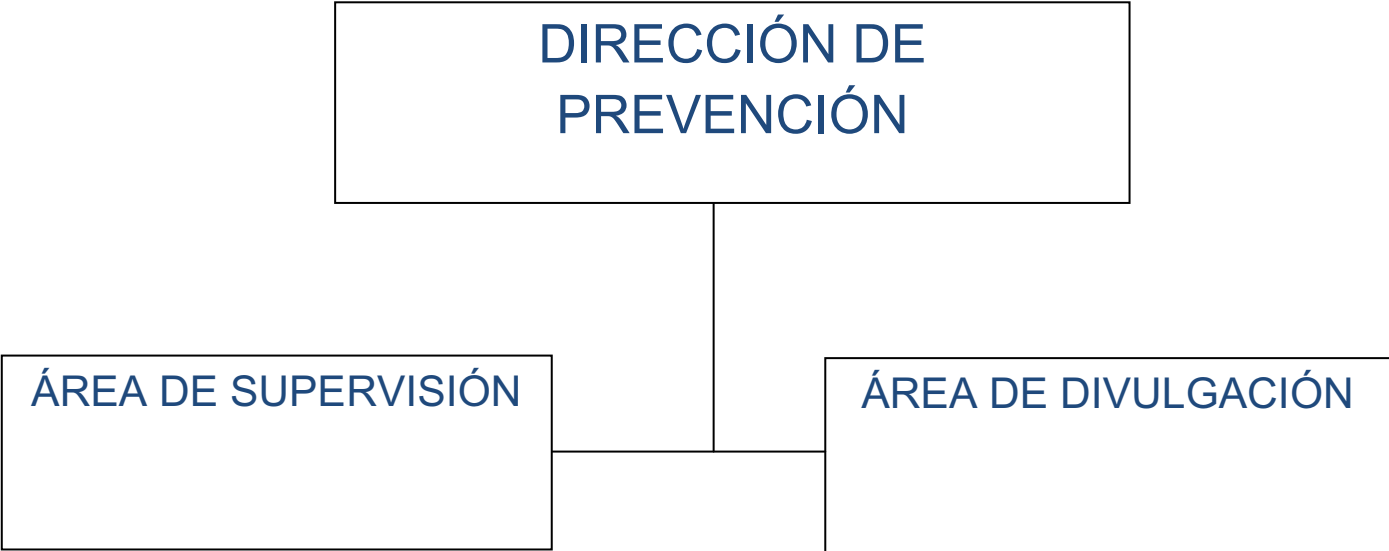 DIRECCIÓN DE
PREVENCIÓN
ÁREA DE SUPERVISIÓN
ÁREA DE DIVULGACIÓN